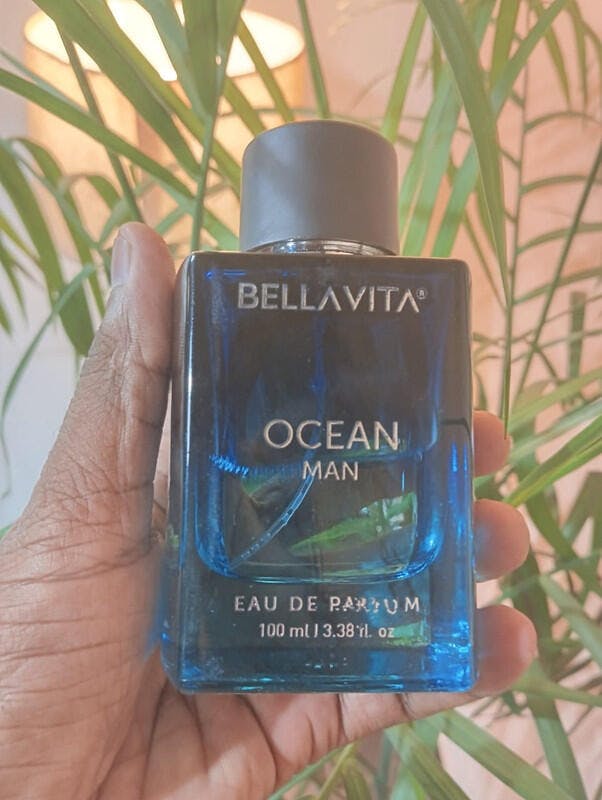 BELLAVITA®
OCEAN
MAN
EAU DE PARFUM
100 ml | 3.38 fl. oz